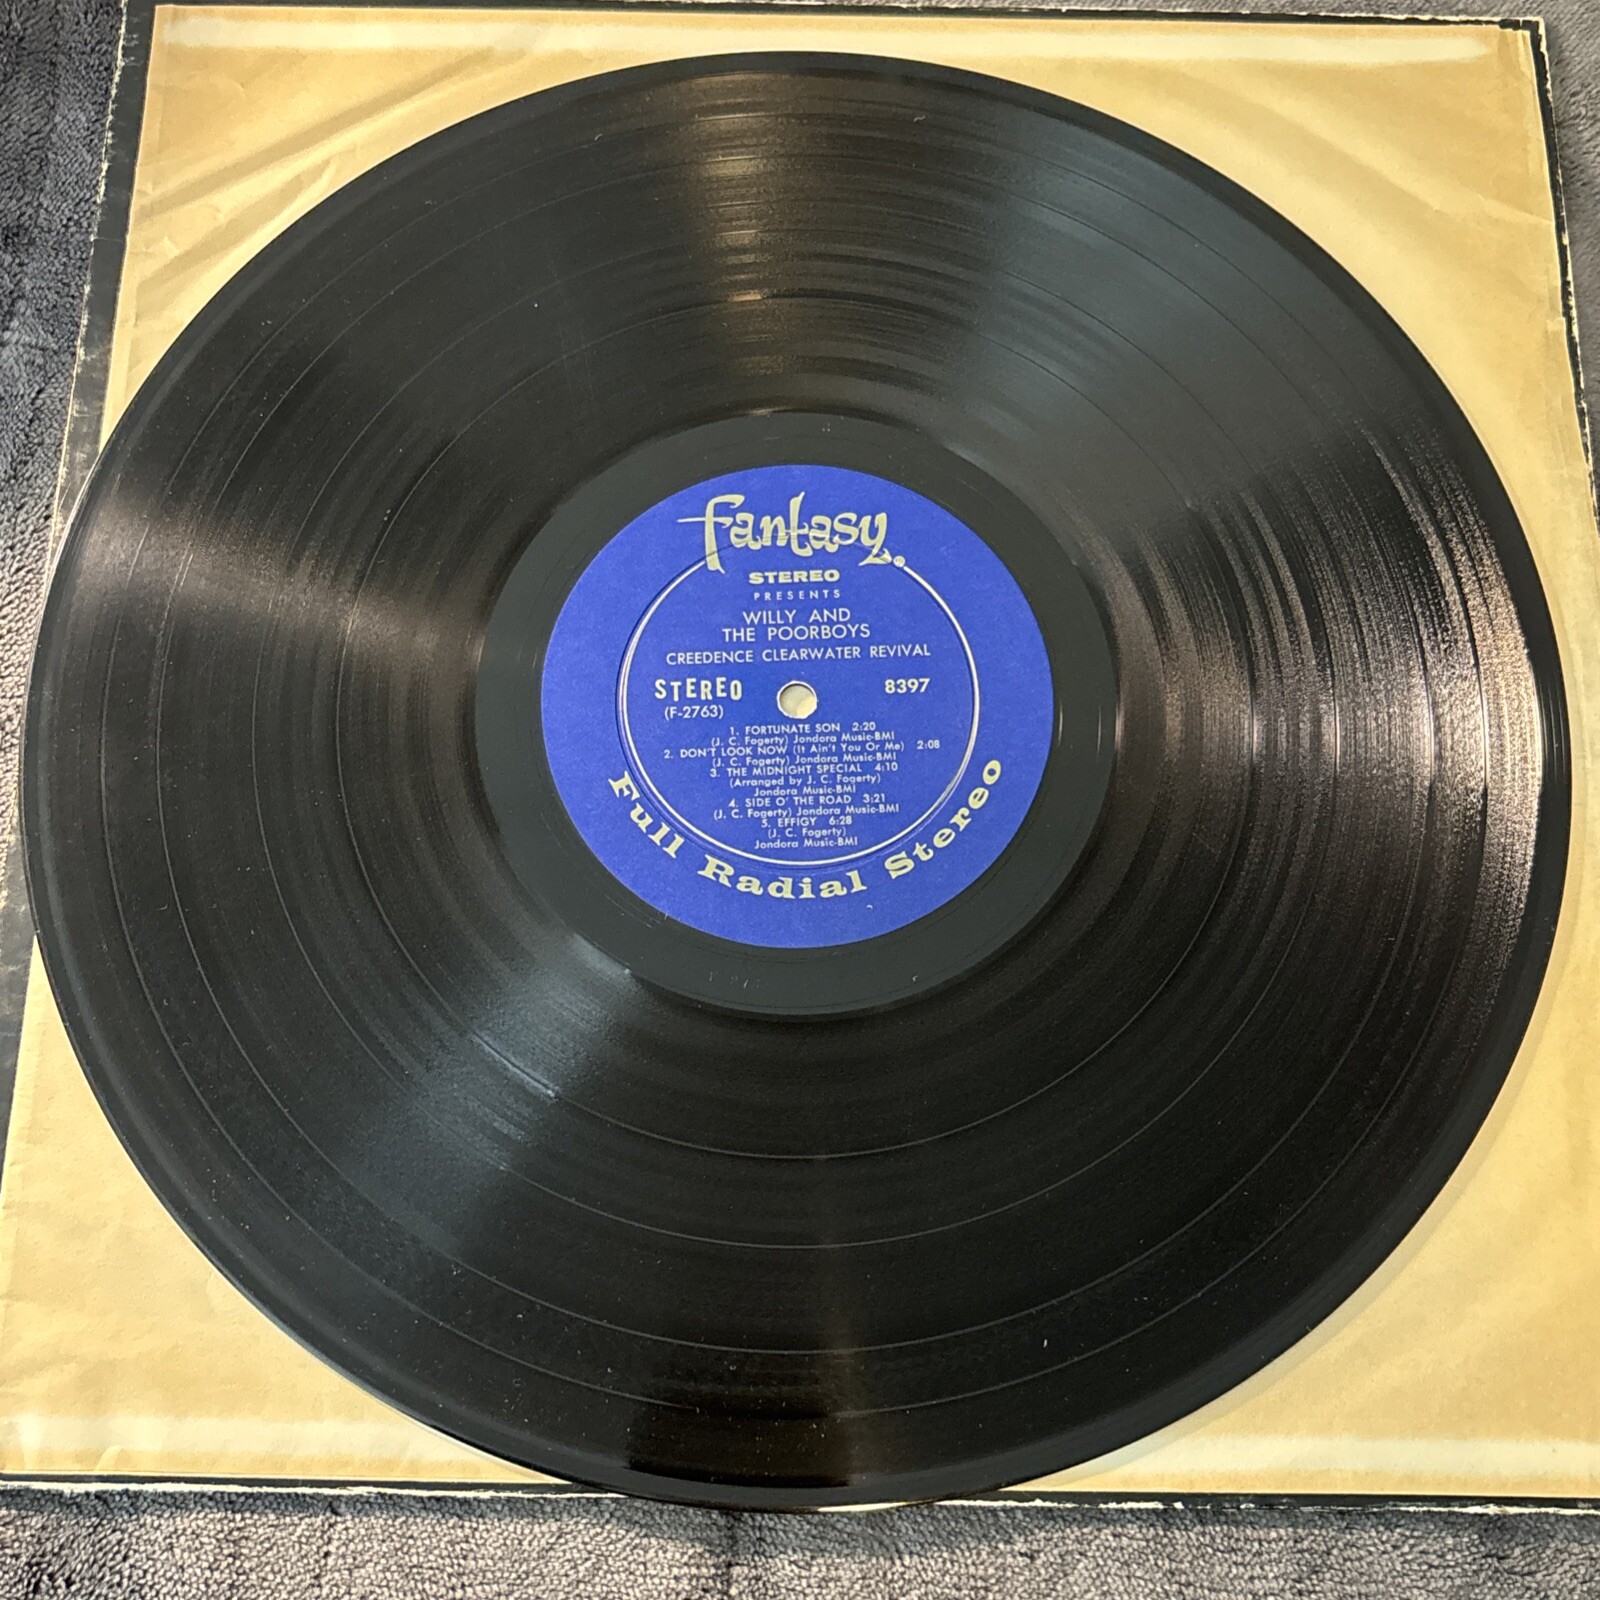 fantasy
STEREO
PRESENTS
WILLY AND
THE POORBOYS
CREEDENCE CLEARWATER REVIVAL
STEREO 8397
(F-2763)
1. FORTUNATE SON 2:20
(J. C. Fogerty) Jondora Music-BMI
2. DON'T LOOK NOW (It Ain't You Or Me) 2:08
(J. C. Fogerty) Jondora Music-BMI
3. THE MIDNIGHT SPECIAL 4:10
(Arranged by J. C. Fogerty)
Jondora Music-BMI
4. SIDE O' THE ROAD 3:21
(J. C. Fogerty) Jondora Music-BMI
5. EFFIGY 6:28
(J. C. Fogerty)
Jondora Music-BMI
Full Radial Stereo